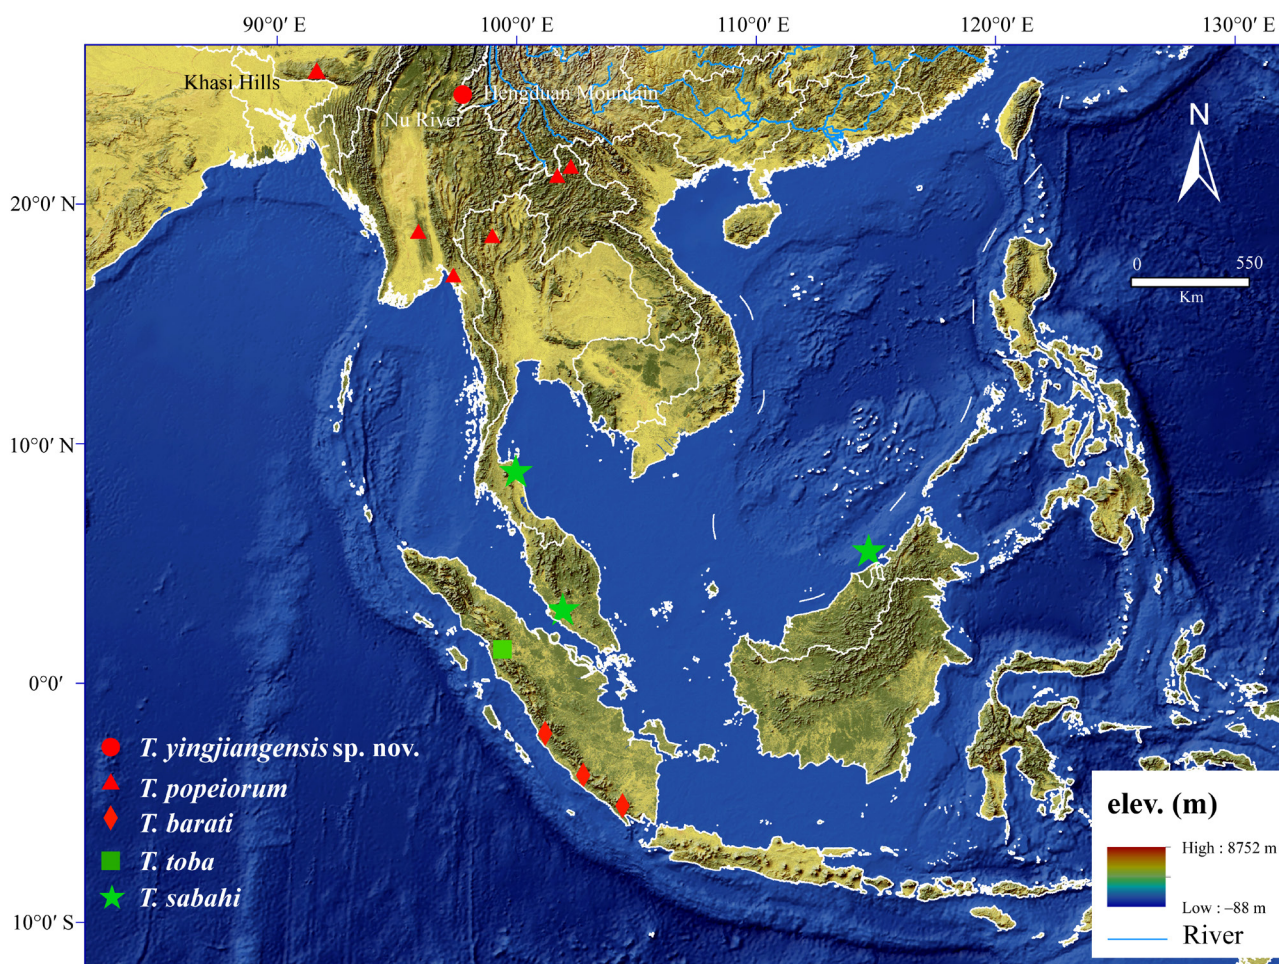 90°0′ E
100°0′ E
110°0′ E
120°0′ E
130°0′ E
Khasi Hills
Hengduan Mountain
Nu River
N
20°0′ N
0
550
Km
10°0′ N
0°0′
T. yingjiangensis sp. nov.
T. popeiorum
T. barati
T. toba
T. sabahi
10°0′ S
elev. (m)
High : 8752 m
Low : –88 m
River